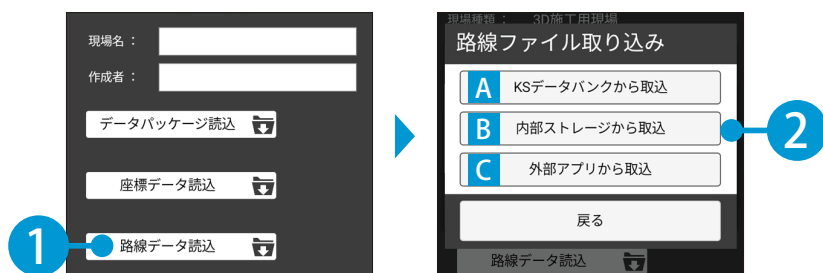 現場名：
作成者：
データパッケージ読込
座標データ読込
1
路線データ読込
現場種類： 3D施工用現場
路線ファイル取り込み
A KSデータバンクから取込
B 内部ストレージから取込
2
C 外部アプリから取込
戻る
路線データ読込